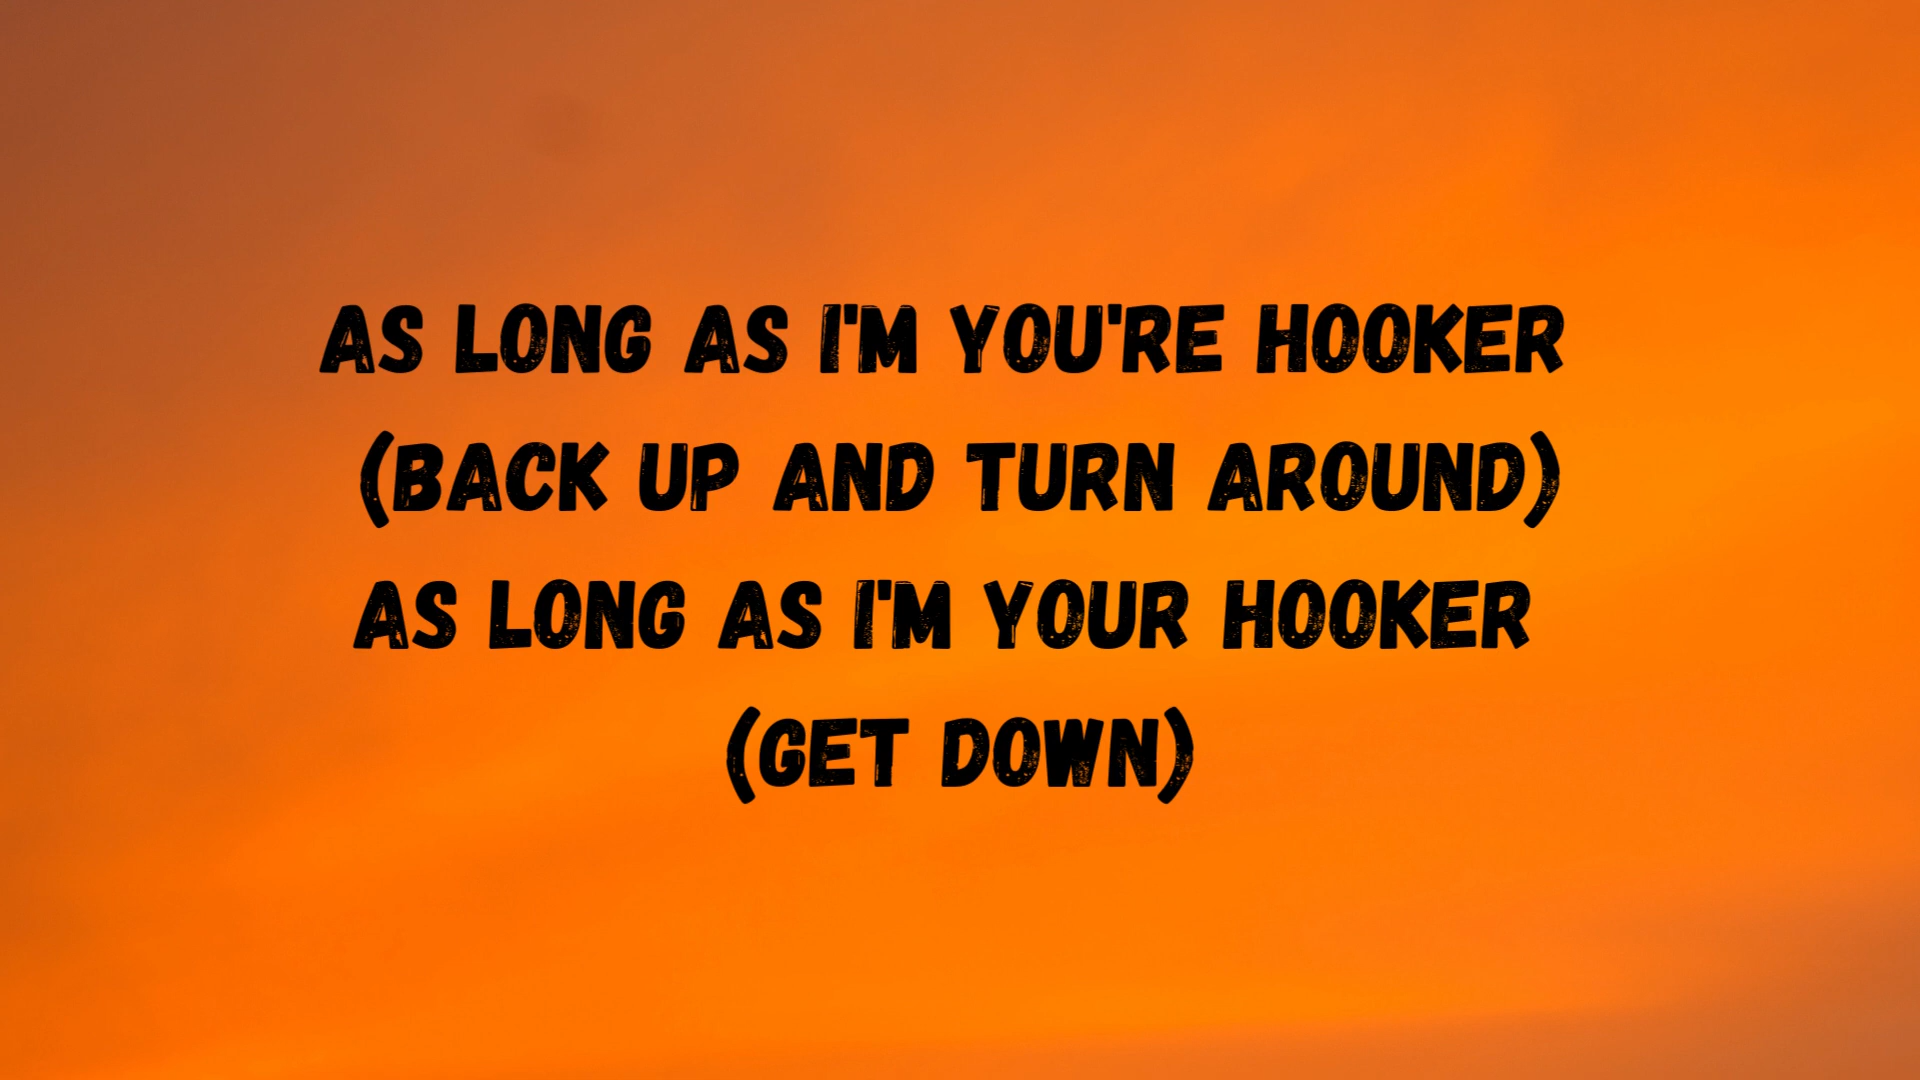 AS LONG AS I'M YOU'RE HOOKER
(BACK UP AND TURN AROUND)
AS LONG AS I'M YOUR HOOKER
(GET DOWN)